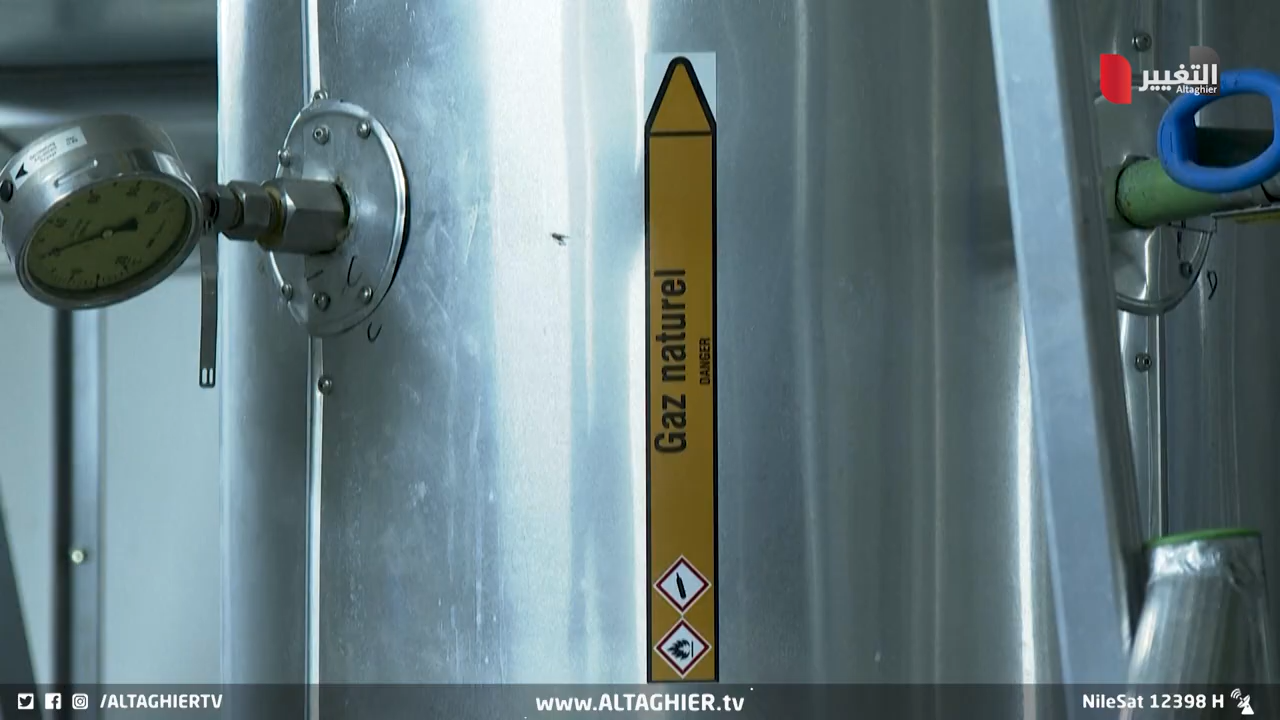 التغيير
Altaghier
Gaz naturel
DANGER
/ALTAGHIERTV
www.ALTAGHIER.tv
NileSat 12398 H